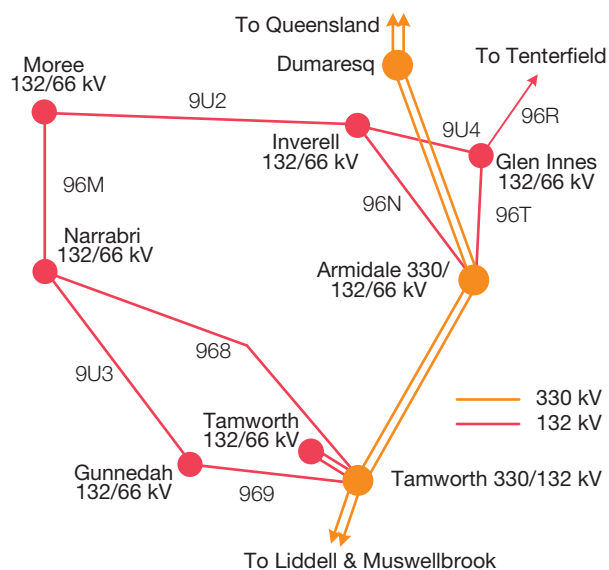 To Queensland
Dumaresq
To Tenterfield
Moree
132/66 kV
9U2
9U4
96R
Inverell
132/66 kV
Glen Innes
132/66 kV
96M
96N
96T
Narrabri
132/66 kV
Armidale 330/
132/66 kV
968
9U3
330 kV
132 kV
Tamworth
132/66 kV
Gunnedah
132/66 kV
969
Tamworth 330/132 kV
To Liddell & Muswellbrook